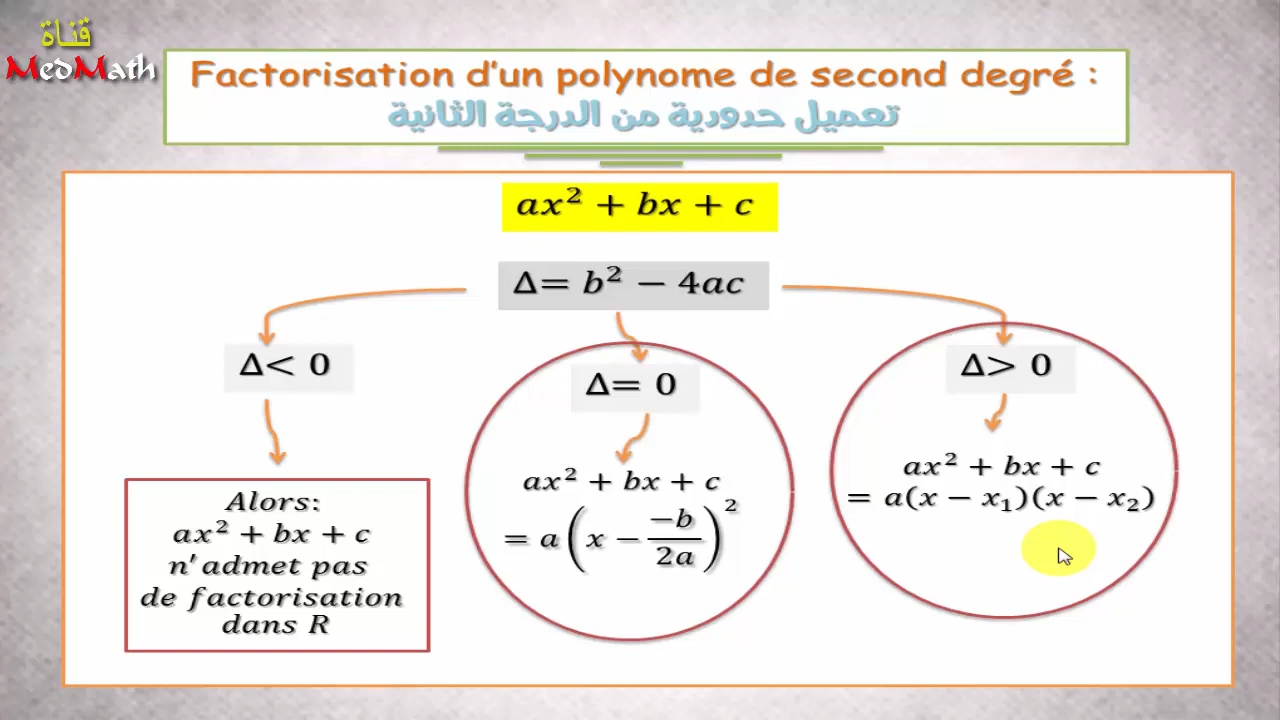 قناة
MedMath
Factorisation d'un polynome de second degré :
تعميل حدودية من الدرجة الثانية
ax² + bx + c
Δ= b² − 4ac
Δ< 0
Alors:
ax² + bx + c
n'admet pas
de factorisation
dans R
Δ= 0
ax² + bx + c
= a(x − (−b)/(2a))²
Δ> 0
ax² + bx + c
= a(x − x₁)(x − x₂)